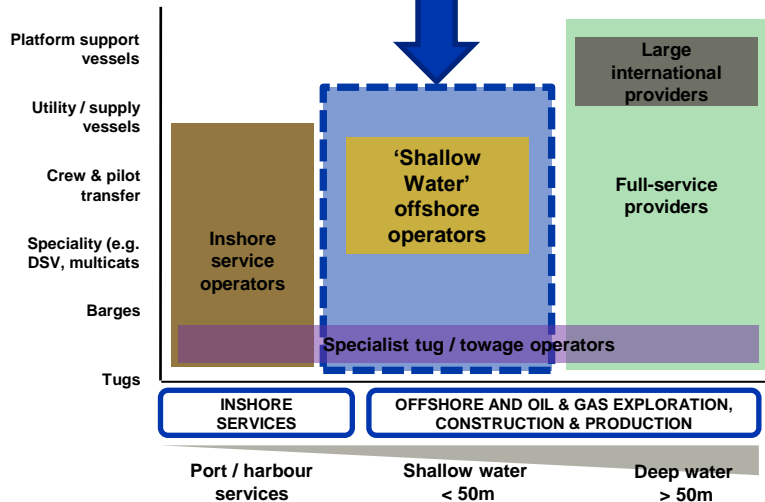 Platform support
vessels
Utility / supply
vessels
Crew & pilot
transfer
Speciality (e.g.
DSV, multicats
Barges
Tugs
Inshore
service
operators
‘Shallow
Water’
offshore
operators
Large
international
providers
Full-service
providers
Specialist tug / towage operators
INSHORE
SERVICES
OFFSHORE AND OIL & GAS EXPLORATION,
CONSTRUCTION & PRODUCTION
Port / harbour
services
Shallow water
< 50m
Deep water
> 50m